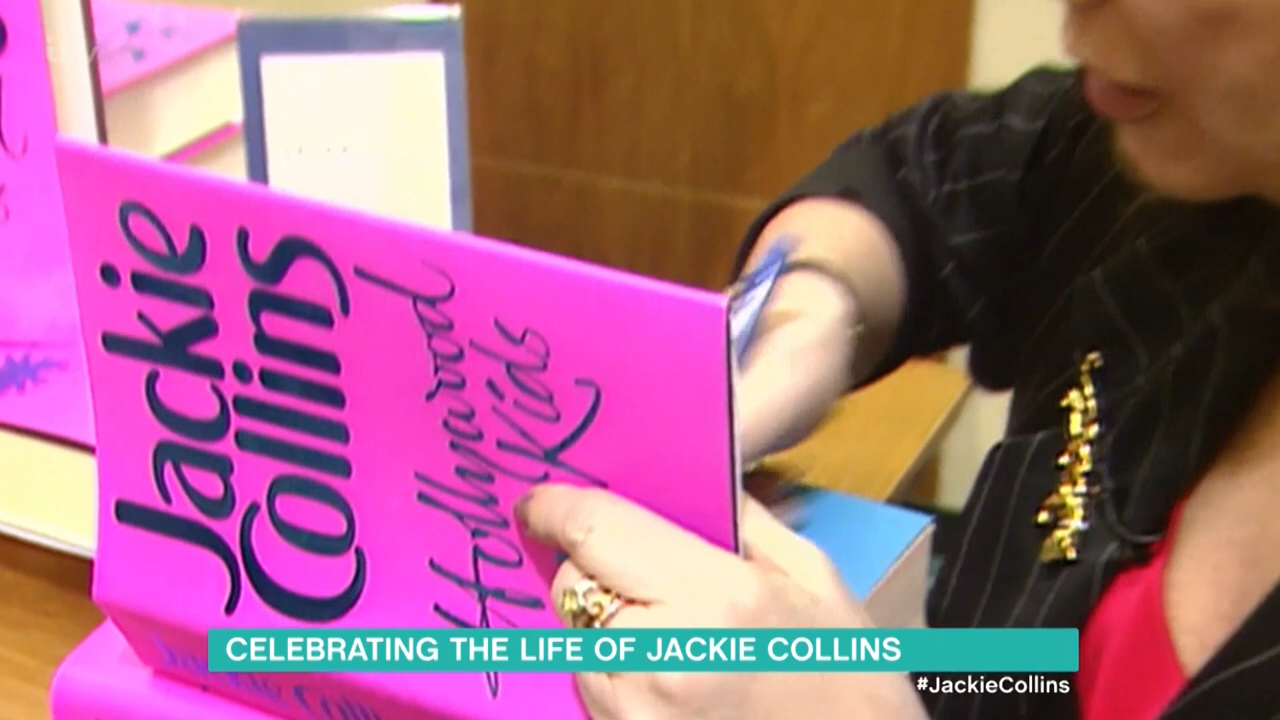 Jackie
Collins
Hollywood
Kids
CELEBRATING THE LIFE OF JACKIE COLLINS
#JackieCollins